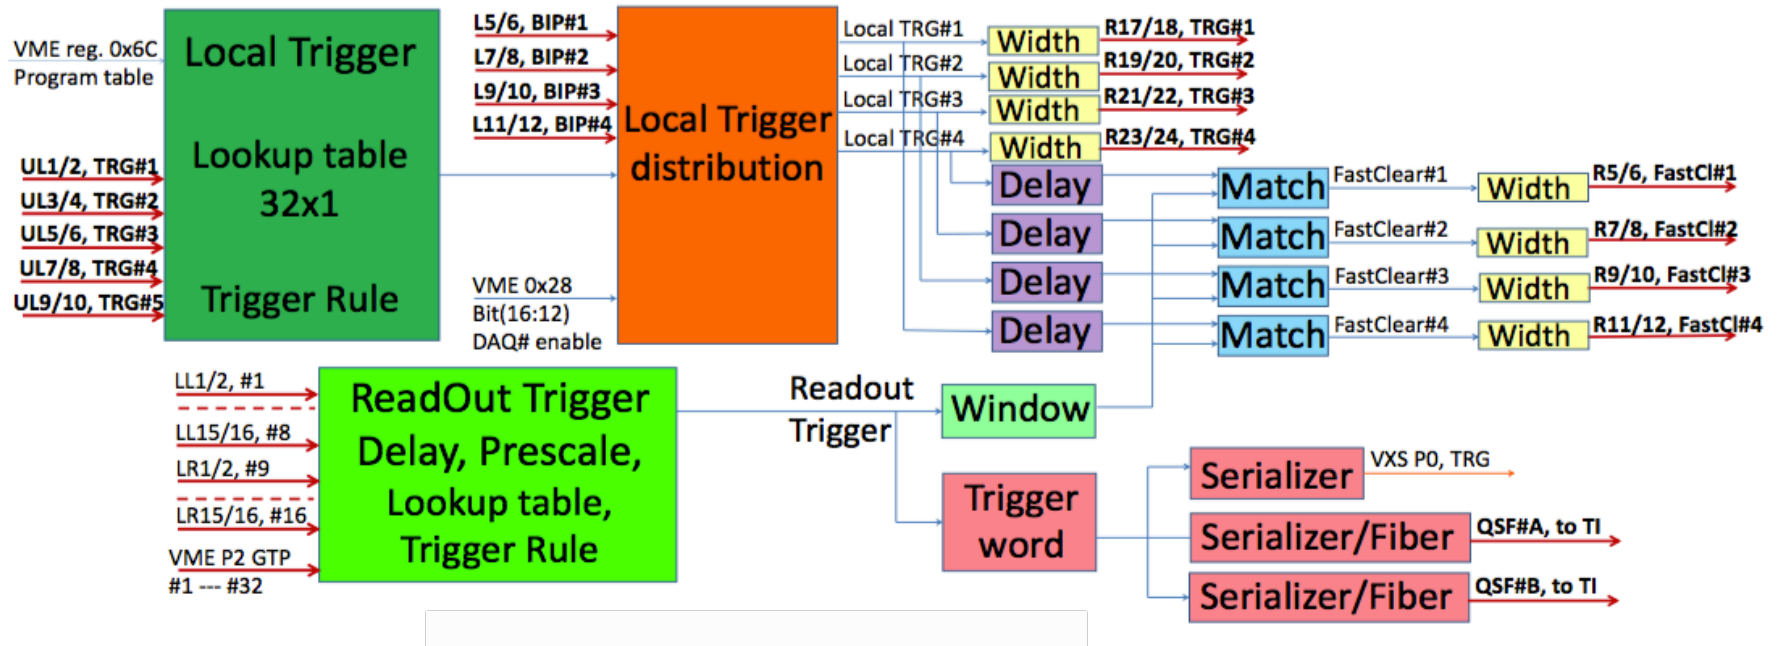 VME reg. 0x6C
Program table
UL1/2, TRG#1
UL3/4, TRG#2
UL5/6, TRG#3
UL7/8, TRG#4
UL9/10, TRG#5
Local Trigger
Lookup table
32x1
Trigger Rule
L5/6, BIP#1
L7/8, BIP#2
L9/10, BIP#3
L11/12, BIP#4
VME 0x28
Bit(16:12)
DAQ# enable
Local Trigger
distribution
Local TRG#1
Local TRG#2
Local TRG#3
Local TRG#4
Width
Width
Width
Width
R17/18, TRG#1
R19/20, TRG#2
R21/22, TRG#3
R23/24, TRG#4
Delay
Delay
Delay
Delay
Match
Match
Match
Match
FastClear#1
FastClear#2
FastClear#3
FastClear#4
Width
Width
Width
Width
R5/6, FastCl#1
R7/8, FastCl#2
R9/10, FastCl#3
R11/12, FastCl#4
LL1/2, #1
LL15/16, #8
LR1/2, #9
LR15/16, #16
VME P2 GTP
#1 --- #32
ReadOut Trigger
Delay, Prescale,
Lookup table,
Trigger Rule
Readout
Trigger
Window
Trigger
word
Serializer
VXS P0, TRG
Serializer/Fiber
QSF#A, to TI
Serializer/Fiber
QSF#B, to TI